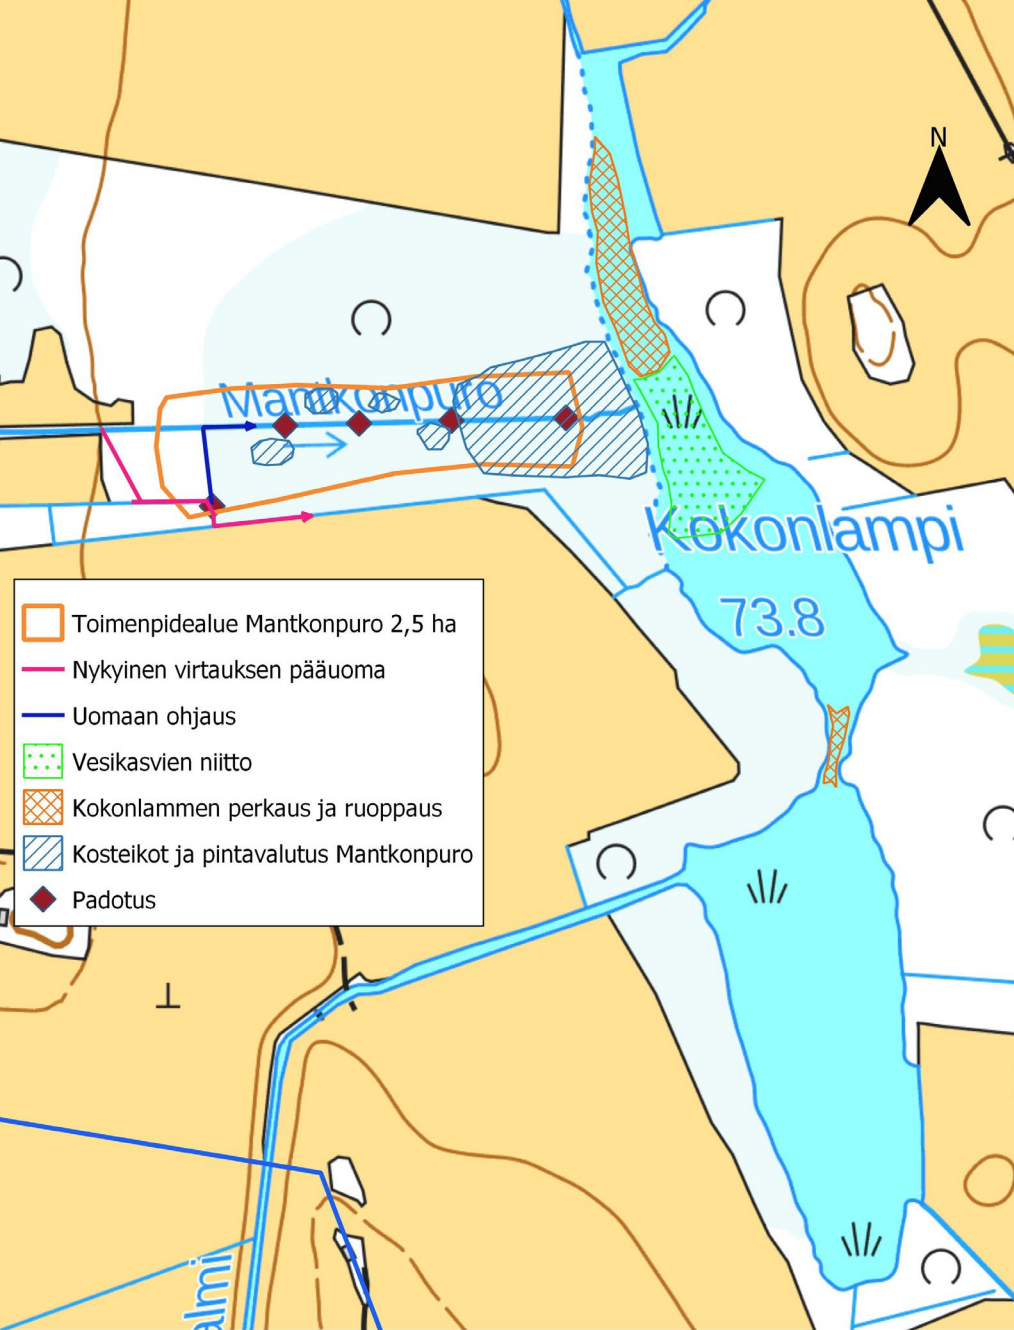 N
Mantkonpuro
Kokonlampi
73.8
Toimenpidealue Mantkonpuro 2,5 ha
Nykyinen virtauksen pääuoma
Uomaan ohjaus
Vesikasvien niitto
Kokonlammen perkaus ja ruoppaus
Kosteikot ja pintavalutus Mantkonpuro
Padotus
almi